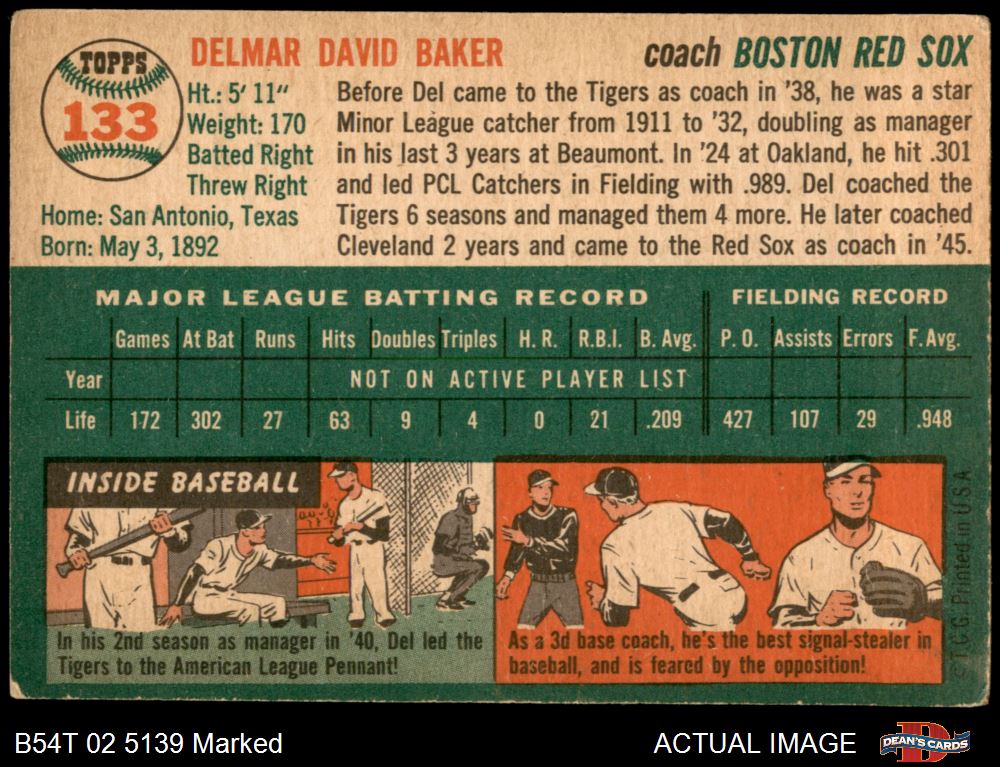 TOPPS
133
DELMAR DAVID BAKER
coach BOSTON RED SOX
Ht.: 5' 11"
Weight: 170
Batted Right
Threw Right
Home: San Antonio, Texas
Born: May 3, 1892
Before Del came to the Tigers as coach in '38, he was a star
Minor League catcher from 1911 to '32, doubling as manager
in his last 3 years at Beaumont. In '24 at Oakland, he hit .301
and led PCL Catchers in Fielding with .989. Del coached the
Tigers 6 seasons and managed them 4 more. He later coached
Cleveland 2 years and came to the Red Sox as coach in '45.
MAJOR LEAGUE BATTING RECORD FIELDING RECORD
Games At Bat Runs Hits Doubles Triples H. R. R.B.I. B. Avg. P. O. Assists Errors F. Avg.
Year NOT ON ACTIVE PLAYER LIST
Life 172 302 27 63 9 4 0 21 .209 427 107 29 .948
INSIDE BASEBALL
In his 2nd season as manager in '40, Del led the
Tigers to the American League Pennant!
As a 3d base coach, he's the best signal-stealer in
baseball, and is feared by the opposition!
© T.C.G. Printed in U.S.A.
B54T 02 5139 Marked
ACTUAL IMAGE
D
DEAN'S CARDS